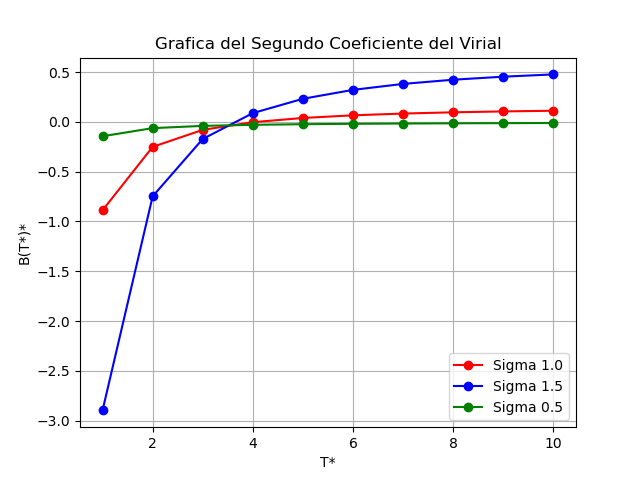 Grafica del Segundo Coeficiente del Virial
B(T*)*
0.5
0.0
−0.5
−1.0
−1.5
−2.0
−2.5
−3.0
2
4
6
8
10
T*
Sigma 1.0
Sigma 1.5
Sigma 0.5